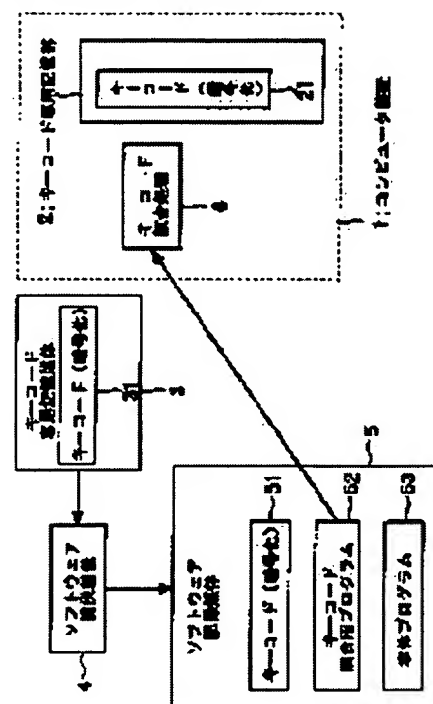 キーコード
専用記憶媒体
キーコード(暗号化)
31
3
ソフトウェア
提供装置
4
ソフトウェア
記録媒体
5
キーコード(暗号化)
51
キーコード
照合用プログラム
52
本体プログラム
53
2:キーコード専用記憶部
キーコード(暗号化)
21
キーコード
照合処理
6
1:コンピュータ装置